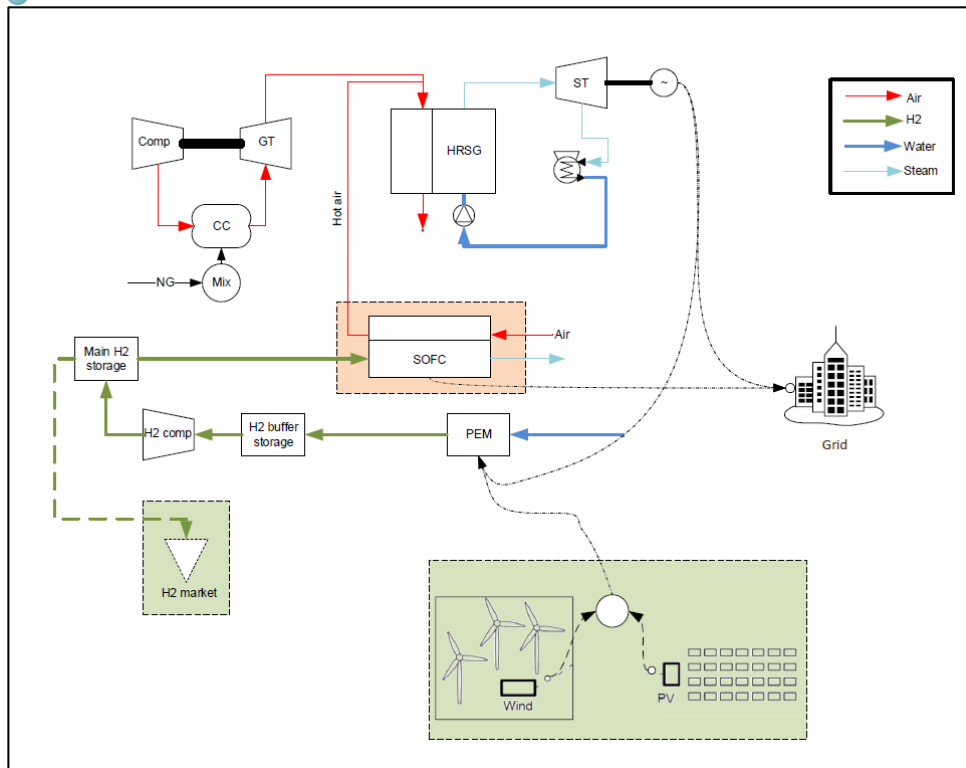 ST
~
Air
H2
Water
Steam
Comp
GT
HRSG
Hot air
CC
NG
Mix
Air
SOFC
Main H2
storage
H2 comp
H2 buffer
storage
PEM
Grid
H2 market
Wind
PV